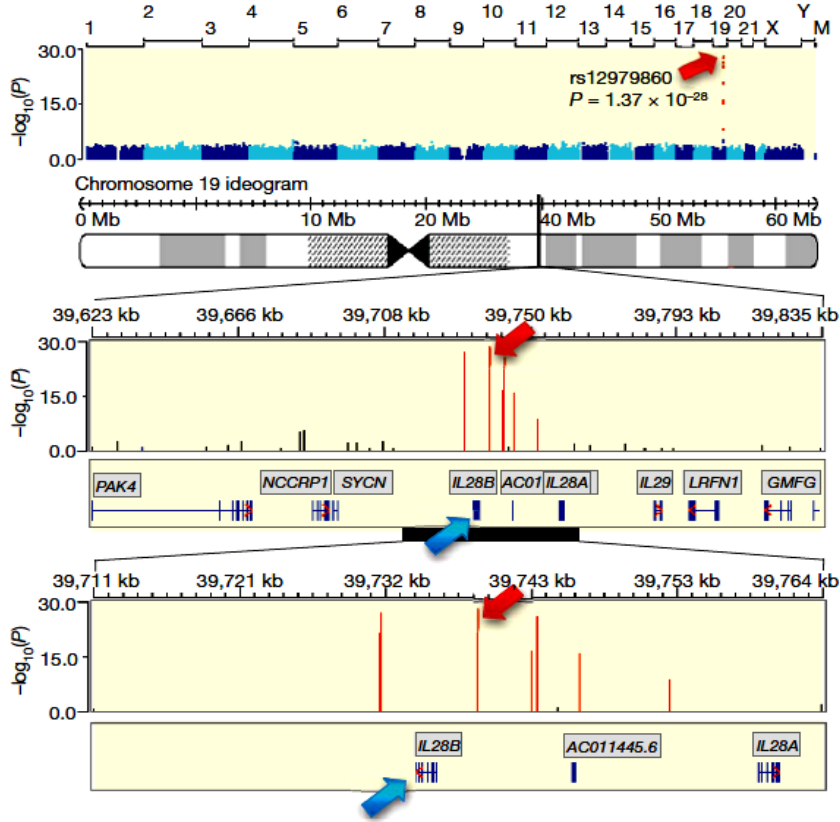 1 2 3 4 5 6 7 8 9 10 11 12 13 14 15 16 17 18 19 20 21 X Y M
30.0
15.0
0.0
–log10(P)
rs12979860
P = 1.37 × 10–28
Chromosome 19 ideogram
0 Mb 10 Mb 20 Mb 40 Mb 50 Mb 60 Mb
39,623 kb 39,666 kb 39,708 kb 39,750 kb 39,793 kb 39,835 kb
30.0
15.0
0.0
–log10(P)
PAK4 NCCRP1 SYCN IL28B AC01 IL28A IL29 LRFN1 GMFG
39,711 kb 39,721 kb 39,732 kb 39,743 kb 39,753 kb 39,764 kb
30.0
15.0
0.0
–log10(P)
IL28B AC011445.6 IL28A